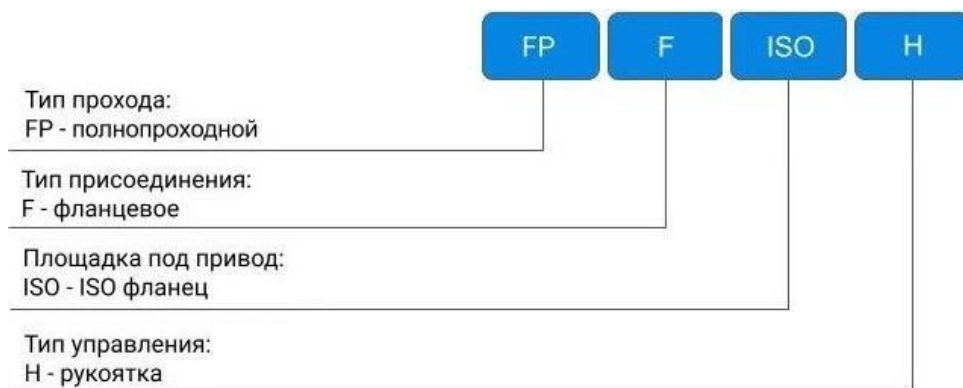 FP F ISO H
Тип прохода:
FP - полнопроходной
Тип присоединения:
F - фланцевое
Площадка под привод:
ISO - ISO фланец
Тип управления:
H - рукоятка